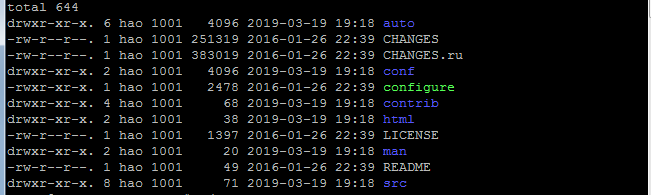 total 644
drwxr-xr-x. 6 hao 1001   4096 2019-03-19 19:18 auto
-rw-r--r--. 1 hao 1001 251319 2016-01-26 22:39 CHANGES
-rw-r--r--. 1 hao 1001 383019 2016-01-26 22:39 CHANGES.ru
drwxr-xr-x. 2 hao 1001   4096 2019-03-19 19:18 conf
-rwxr-xr-x. 1 hao 1001   2478 2016-01-26 22:39 configure
drwxr-xr-x. 4 hao 1001     68 2019-03-19 19:18 contrib
drwxr-xr-x. 2 hao 1001     38 2019-03-19 19:18 html
-rw-r--r--. 1 hao 1001   1397 2016-01-26 22:39 LICENSE
drwxr-xr-x. 2 hao 1001     20 2019-03-19 19:18 man
-rw-r--r--. 1 hao 1001     49 2016-01-26 22:39 README
drwxr-xr-x. 8 hao 1001     71 2019-03-19 19:18 src